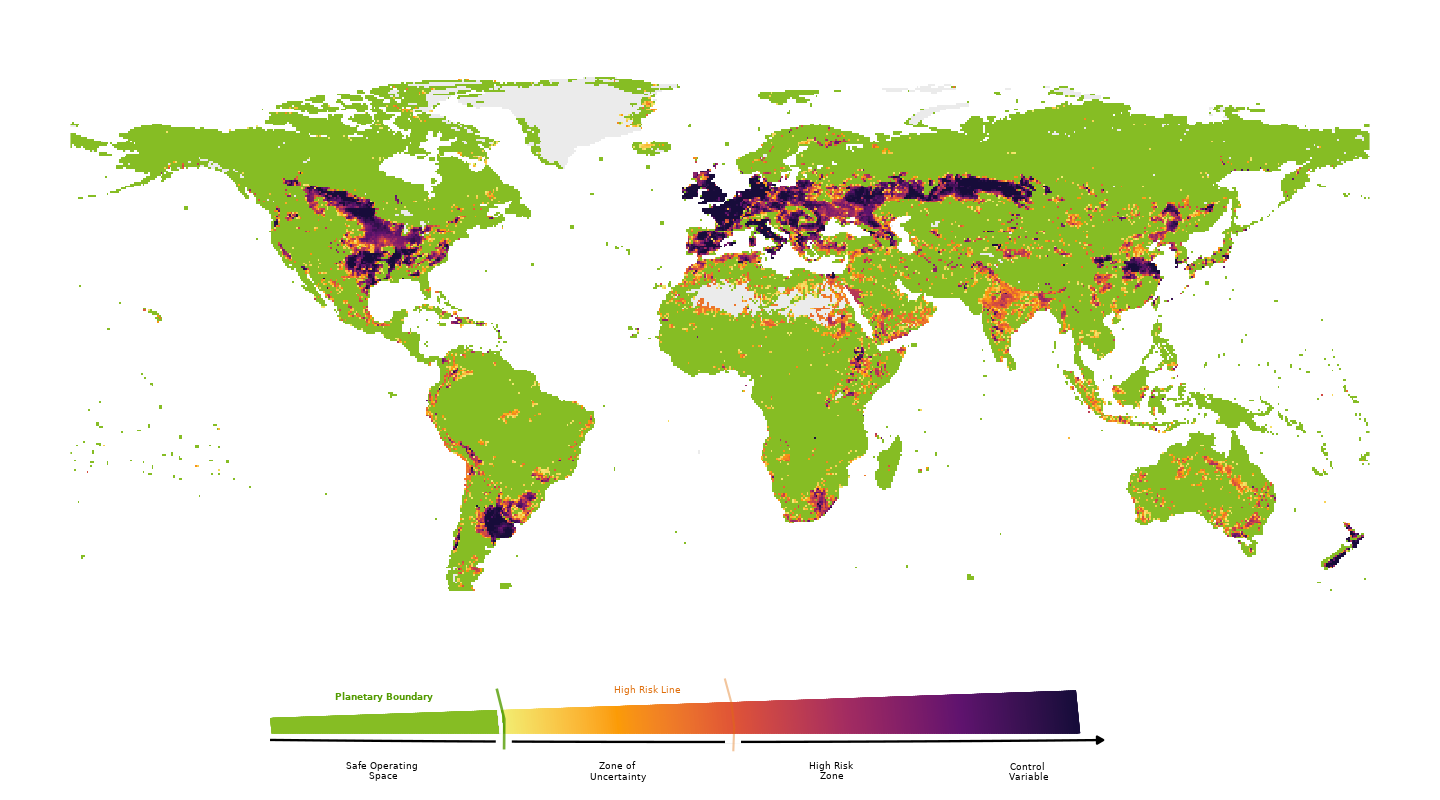 Planetary Boundary
High Risk Line
Safe Operating
Space
Zone of
Uncertainty
High Risk
Zone
Control
Variable